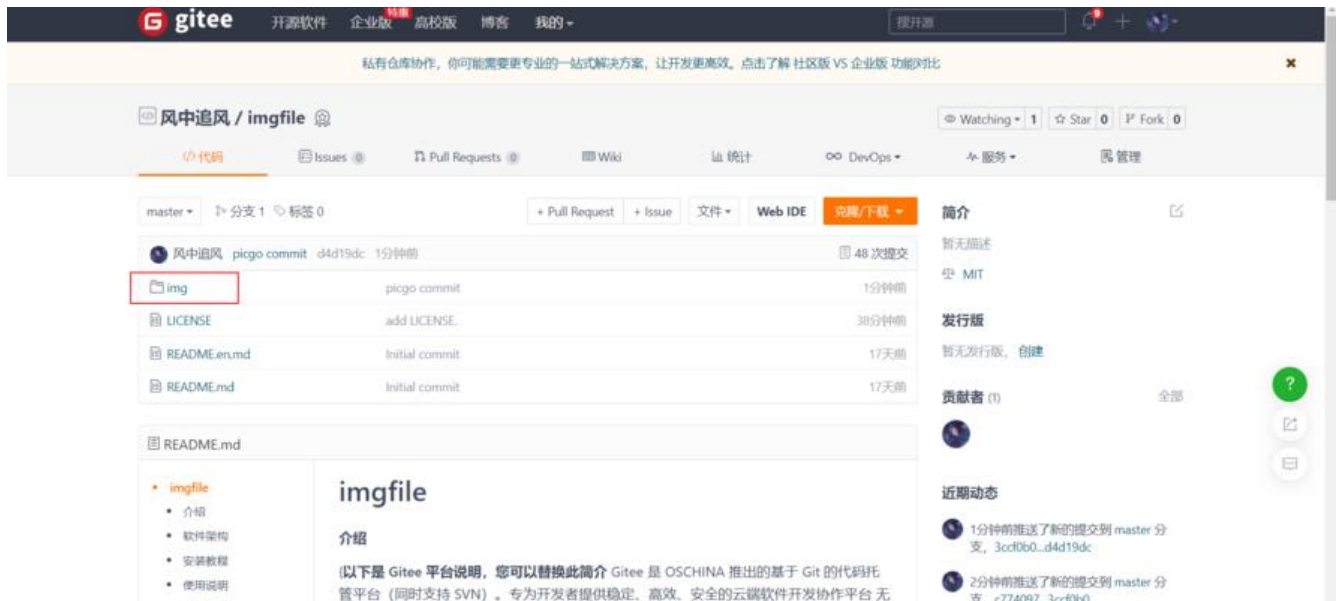 gitee 开源软件 企业版 特惠 高校版 博客 我的 搜开源 9
私有仓库协作，你可能需要更专业的一站式解决方案，让开发更高效。点击了解 社区版 VS 企业版 功能对比
风中追风 / imgfile
Watching 1 Star 0 Fork 0
代码 Issues 0 Pull Requests 0 Wiki 统计 DevOps 服务 管理
master 分支 1 标签 0 + Pull Request + Issue 文件 Web IDE 克隆/下载
风中追风 picgo commit d4d19dc 1分钟前 48 次提交
img picgo commit 1分钟前
LICENSE add LICENSE. 38分钟前
README.en.md Initial commit 17天前
README.md Initial commit 17天前
README.md
imgfile
介绍
软件架构
安装教程
使用说明
imgfile
介绍
(以下是 Gitee 平台说明，您可以替换此简介 Gitee 是 OSCHINA 推出的基于 Git 的代码托
管平台（同时支持 SVN）。专为开发者提供稳定、高效、安全的云端软件开发协作平台 无
简介
暂无描述
MIT
发行版
暂无发行版，创建
贡献者 (1) 全部
近期动态
1分钟前推送了新的提交到 master 分
支，3ccf0b0...d4d19dc
2分钟前推送了新的提交到 master 分
支，c774097...3ccf0b0
?